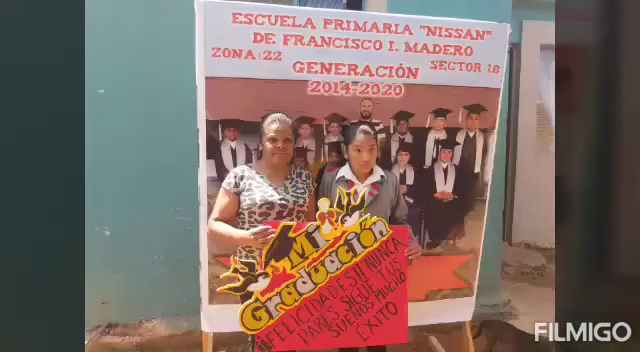 ESCUELA PRIMARIA "NISSAN"
DE FRANCISCO I. MADERO
ZONA 22
SECTOR 18
GENERACIÓN
2014-2020
Mi
Graduación
FELICIDADES!! NUNCA
PARES SIGUE TUS
SUEÑOS MUCHO
EXITO
FILMIGO